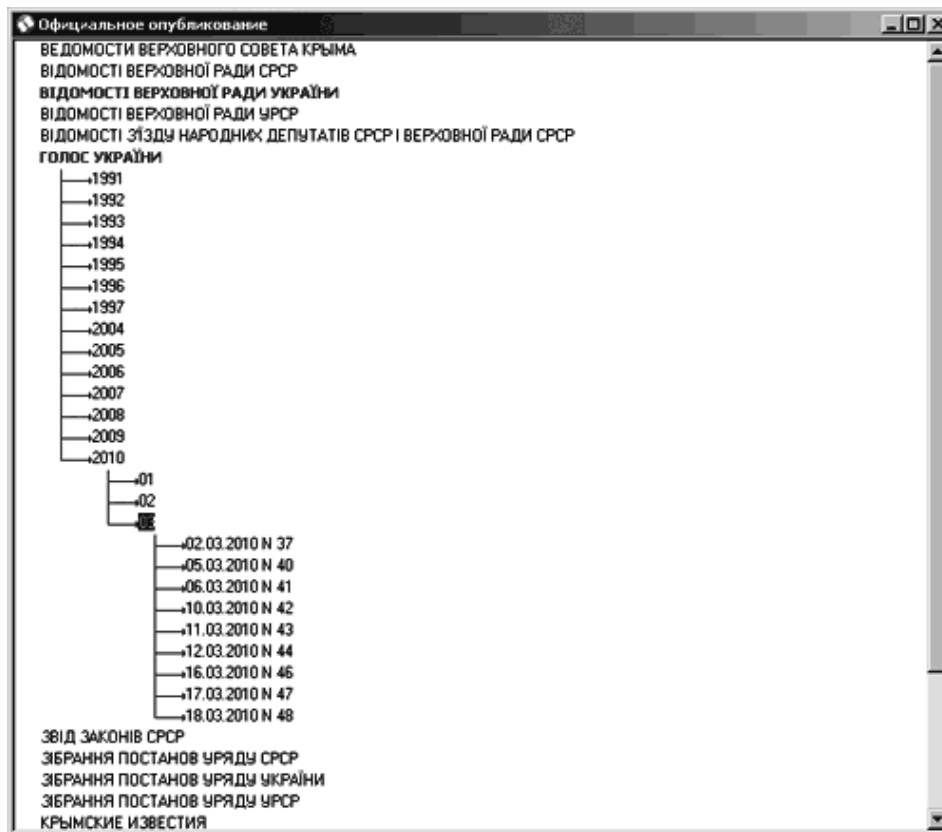 Официальное опубликование
ВЕДОМОСТИ ВЕРХОВНОГО СОВЕТА КРЫМА
ВІДОМОСТІ ВЕРХОВНОЇ РАДИ СРСР
ВІДОМОСТІ ВЕРХОВНОЇ РАДИ УКРАЇНИ
ВІДОМОСТІ ВЕРХОВНОЇ РАДИ УРСР
ВІДОМОСТІ З'ЇЗДУ НАРОДНИХ ДЕПУТАТІВ СРСР І ВЕРХОВНОЇ РАДИ СРСР
ГОЛОС УКРАЇНИ
1991
1992
1993
1994
1995
1996
1997
2004
2005
2006
2007
2008
2009
2010
01
02
03
02.03.2010 N 37
05.03.2010 N 40
06.03.2010 N 41
10.03.2010 N 42
11.03.2010 N 43
12.03.2010 N 44
16.03.2010 N 46
17.03.2010 N 47
18.03.2010 N 48
ЗВІД ЗАКОНІВ СРСР
ЗІБРАННЯ ПОСТАНОВ УРЯДУ СРСР
ЗІБРАННЯ ПОСТАНОВ УРЯДУ УКРАЇНИ
ЗІБРАННЯ ПОСТАНОВ УРЯДУ УРСР
КРЫМСКИЕ ИЗВЕСТИЯ